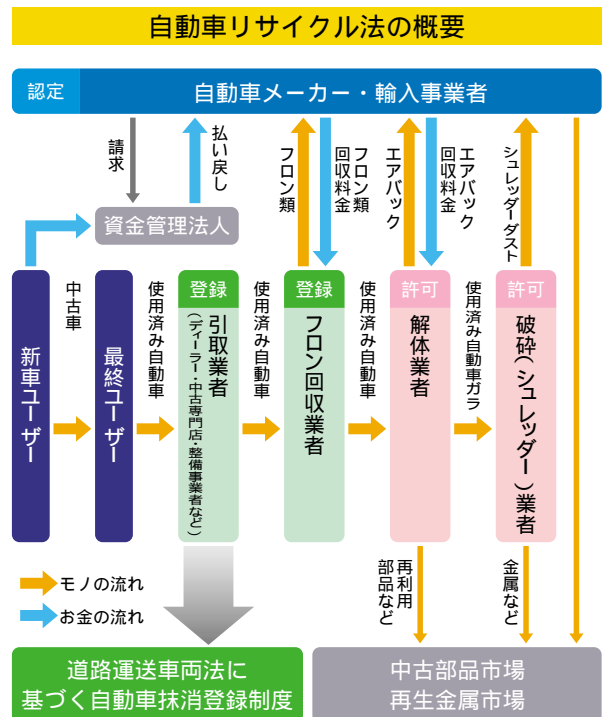 自動車リサイクル法の概要
認定
自動車メーカー・輸入事業者
請求
払い戻し
フロン類
フロン類
回収料金
エアバック
エアバック
回収料金
シュレッダーダスト
資金管理法人
新車ユーザー
中古車
最終ユーザー
使用済み自動車
登録
引取業者
(ディーラー・中古専門店・整備事業者など)
使用済み自動車
登録
フロン回収業者
使用済み自動車
許可
解体業者
使用済み自動車ガラ
許可
破砕(シュレッダー)業者
モノの流れ
お金の流れ
再利用
部品など
金属など
道路運送車両法に
基づく自動車抹消登録制度
中古部品市場
再生金属市場